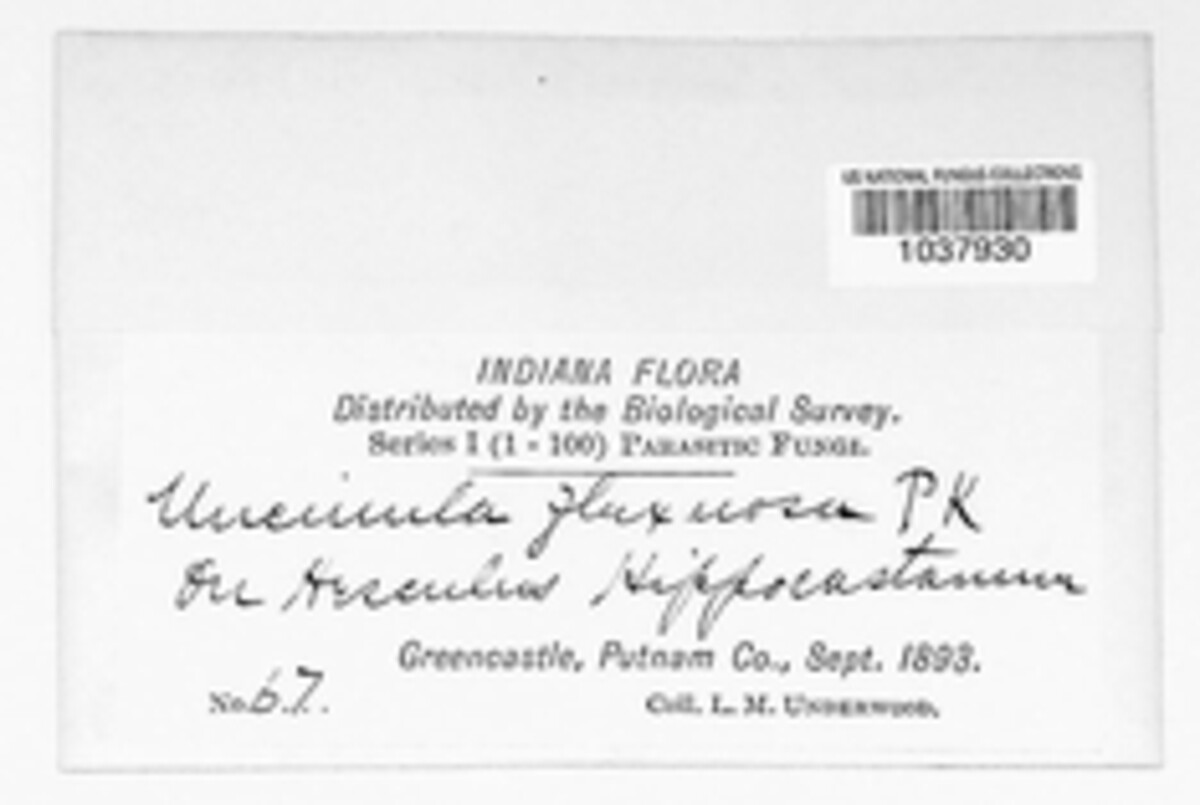 US NATIONAL FUNGUS COLLECTIONS
1037930
INDIANA FLORA
Distributed by the Biological Survey.
Series I (1 - 100) PARASITIC FUNGI.
Uncinula flexuosa PK
On Aesculus Hippocastanum
Greencastle, Putnam Co., Sept. 1893.
No. 67.
Coll. L. M. UNDERWOOD.